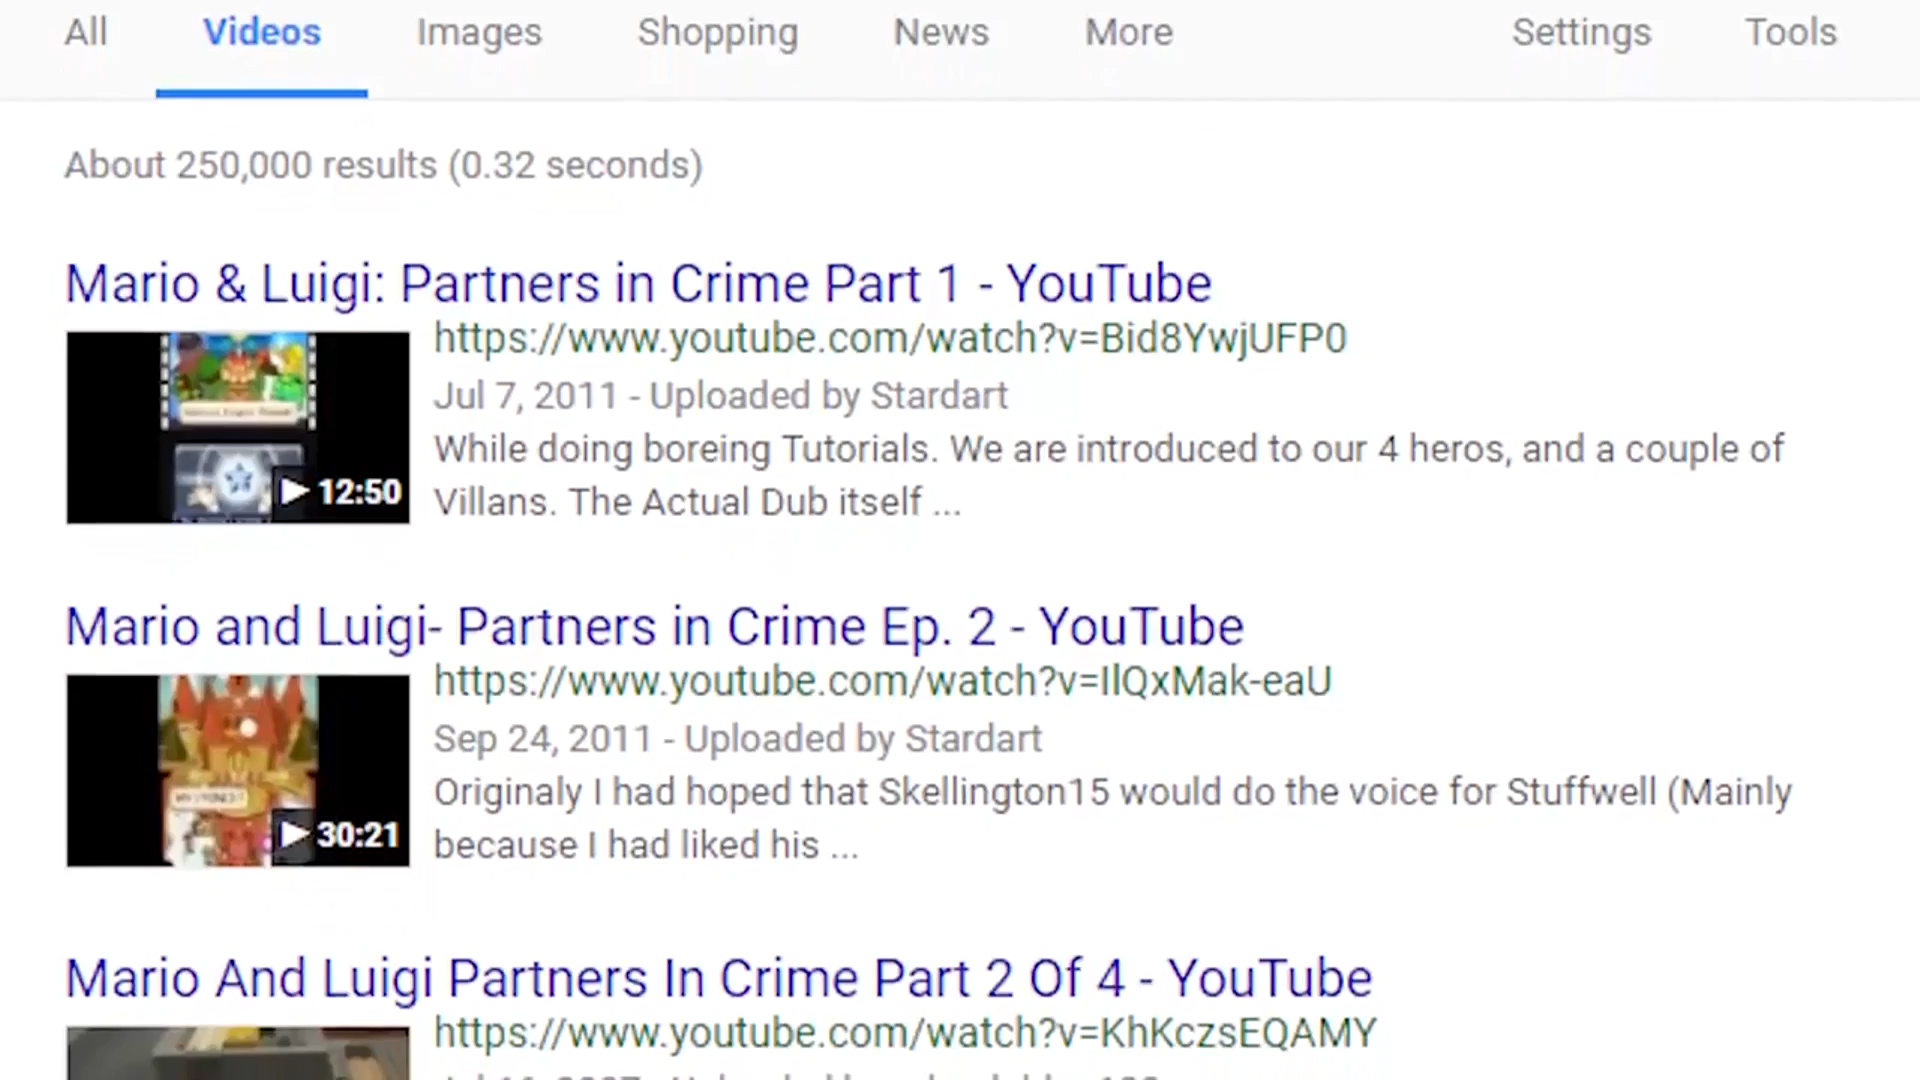 All Videos Images Shopping News More Settings Tools
About 250,000 results (0.32 seconds)
Mario & Luigi: Partners in Crime Part 1 - YouTube
https://www.youtube.com/watch?v=Bid8YwjUFP0
Jul 7, 2011 - Uploaded by Stardart
While doing boreing Tutorials. We are introduced to our 4 heros, and a couple of
Villans. The Actual Dub itself ...
12:50
Mario and Luigi- Partners in Crime Ep. 2 - YouTube
https://www.youtube.com/watch?v=IlQxMak-eaU
Sep 24, 2011 - Uploaded by Stardart
Originaly I had hoped that Skellington15 would do the voice for Stuffwell (Mainly
because I had liked his ...
30:21
Mario And Luigi Partners In Crime Part 2 Of 4 - YouTube
https://www.youtube.com/watch?v=KhKczsEQAMY